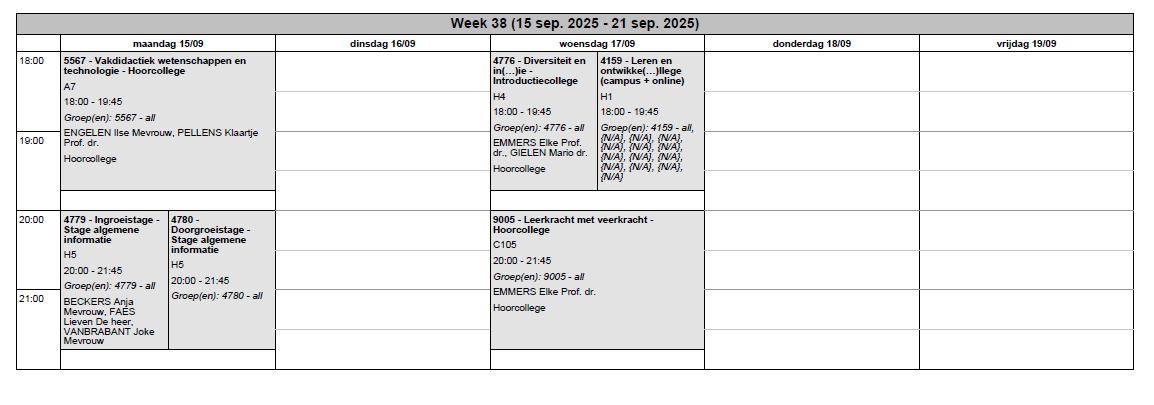 Week 38 (15 sep. 2025 - 21 sep. 2025)
maandag 15/09
dinsdag 16/09
woensdag 17/09
donderdag 18/09
vrijdag 19/09
18:00
19:00
20:00
21:00
5567 - Vakdidactiek wetenschappen en
technologie - Hoorcollege
A7
18:00 - 19:45
Groep(en): 5567 - all
ENGELEN Ilse Mevrouw, PELLENS Klaartje
Prof. dr.
Hoorcollege
4779 - Ingroeistage -
Stage algemene
informatie
H5
20:00 - 21:45
Groep(en): 4779 - all
BECKERS Anja
Mevrouw, FAES
Lieven De heer,
VANBRABANT Joke
Mevrouw
4780 -
Doorgroeistage -
Stage algemene
informatie
H5
20:00 - 21:45
Groep(en): 4780 - all
4776 - Diversiteit en
in(...)ie -
Introductiecollege
H4
18:00 - 19:45
Groep(en): 4776 - all
EMMERS Elke Prof.
dr., GIELEN Mario dr.
Hoorcollege
4159 - Leren en
ontwikke(...)llege
(campus + online)
H1
18:00 - 19:45
Groep(en): 4159 - all,
{N/A}, {N/A}, {N/A},
{N/A}, {N/A}, {N/A},
{N/A}, {N/A}, {N/A},
{N/A}, {N/A}, {N/A},
{N/A}
9005 - Leerkracht met veerkracht -
Hoorcollege
C105
20:00 - 21:45
Groep(en): 9005 - all
EMMERS Elke Prof. dr.
Hoorcollege